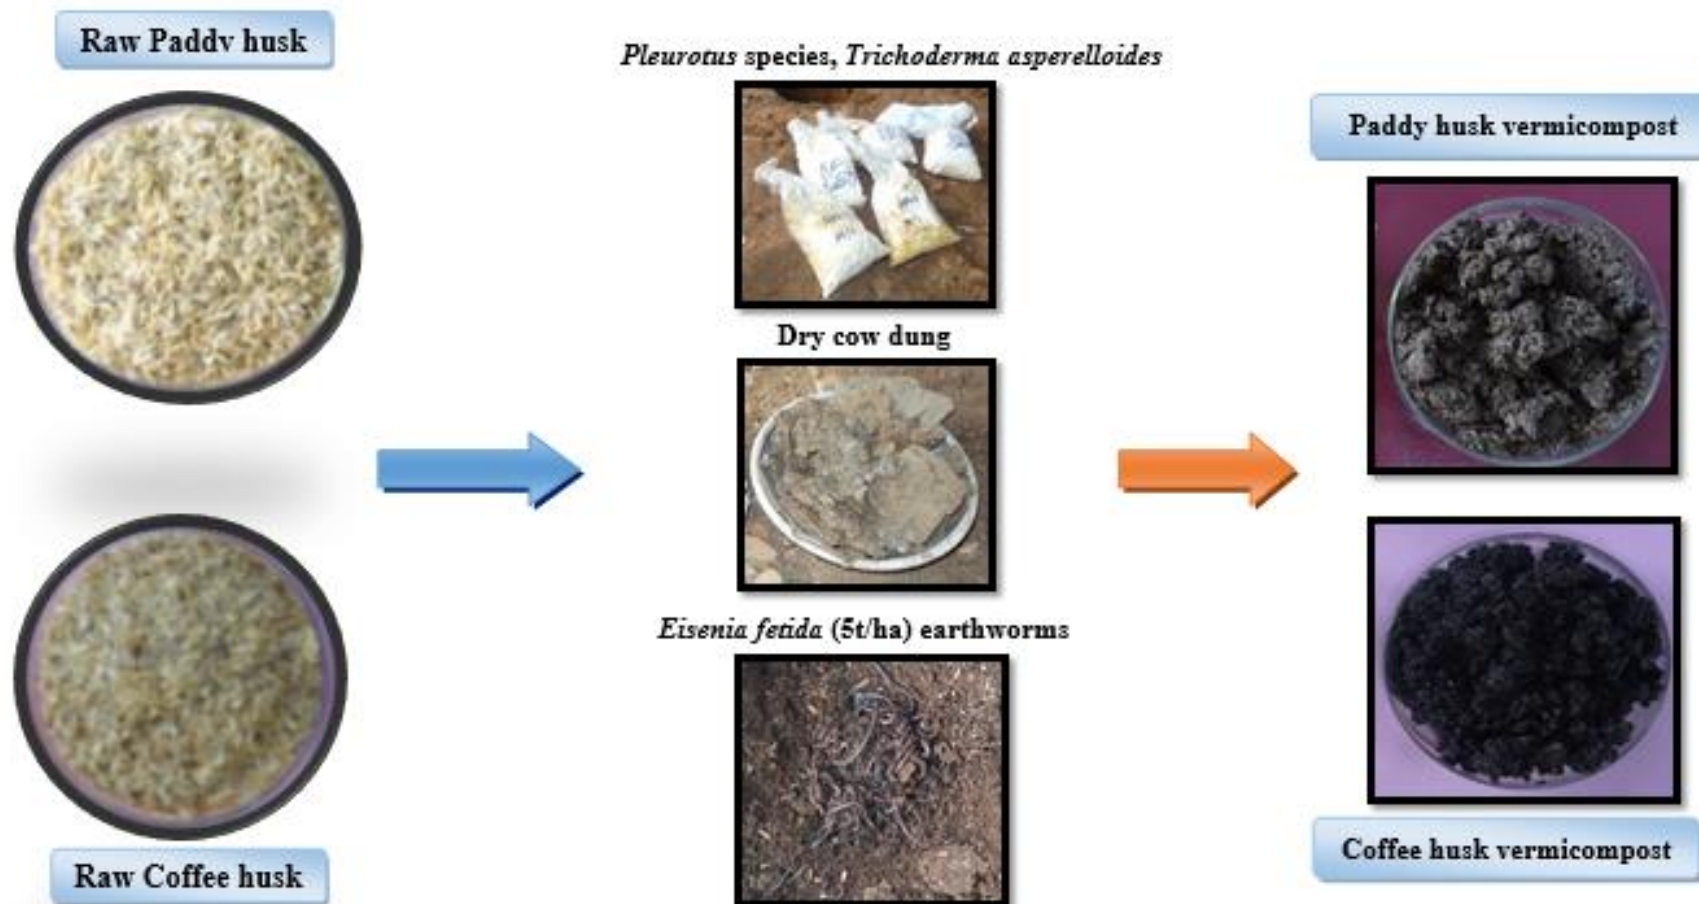 Raw Paddv husk
Pleurotus species, Trichoderma asperelloides
Paddy husk vermicompost
Dry cow dung
Eisenia fetida (5t/ha) earthworms
Coffee husk vermicompost
Raw Coffee husk